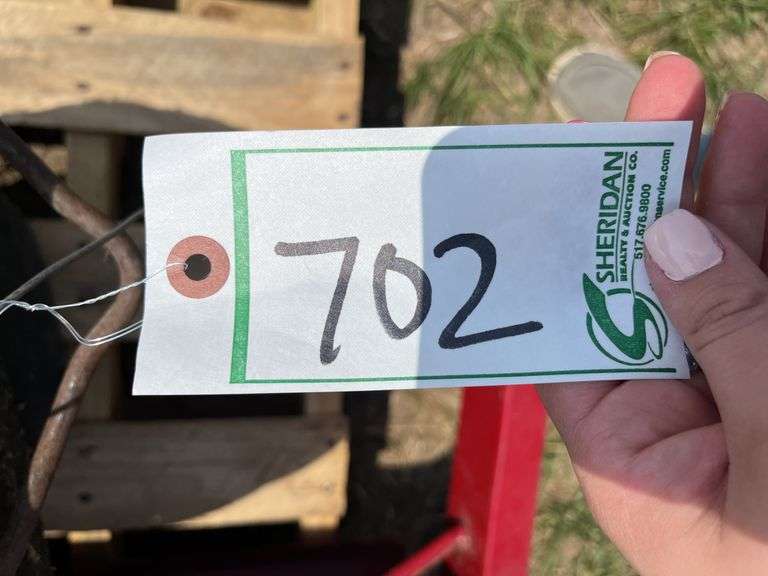 702
SHERIDAN
REALTY & AUCTION CO.
517.676.9800